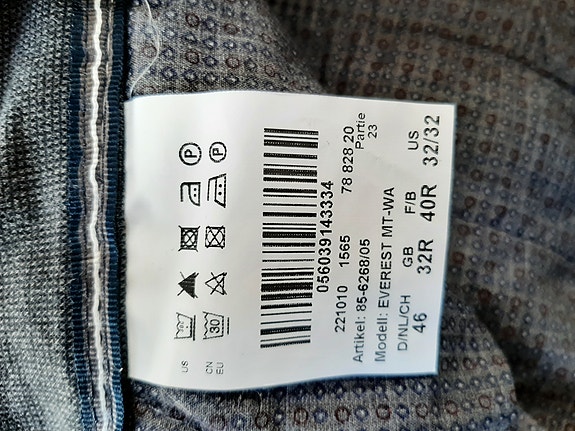 US
CN
EU
30
P
P
056039143334
221010 1565 78 828 20
Artikel: 85-6268/05 Partie
Modell: EVEREST MT-WA 23
D/NL/CH GB F/B US
46 32R 40R 32/32